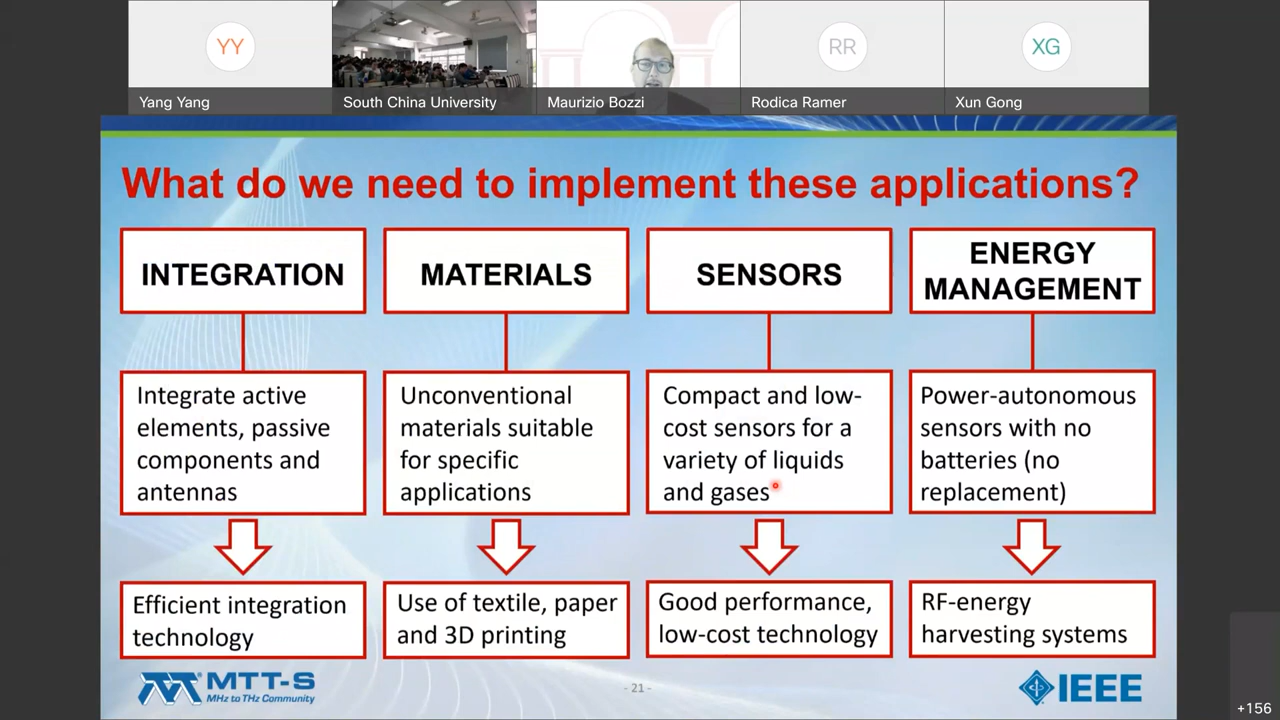 YY
RR
XG
Yang Yang
South China University
Maurizio Bozzi
Rodica Ramer
Xun Gong
What do we need to implement these applications?
INTEGRATION
MATERIALS
SENSORS
ENERGY
MANAGEMENT
Integrate active
elements, passive
components and
antennas
Unconventional
materials suitable
for specific
applications
Compact and low-
cost sensors for a
variety of liquids
and gases
Power-autonomous
sensors with no
batteries (no
replacement)
Efficient integration
technology
Use of textile, paper
and 3D printing
Good performance,
low-cost technology
RF-energy
harvesting systems
MTT-S
MHz to THz Community
- 21 -
IEEE
+156